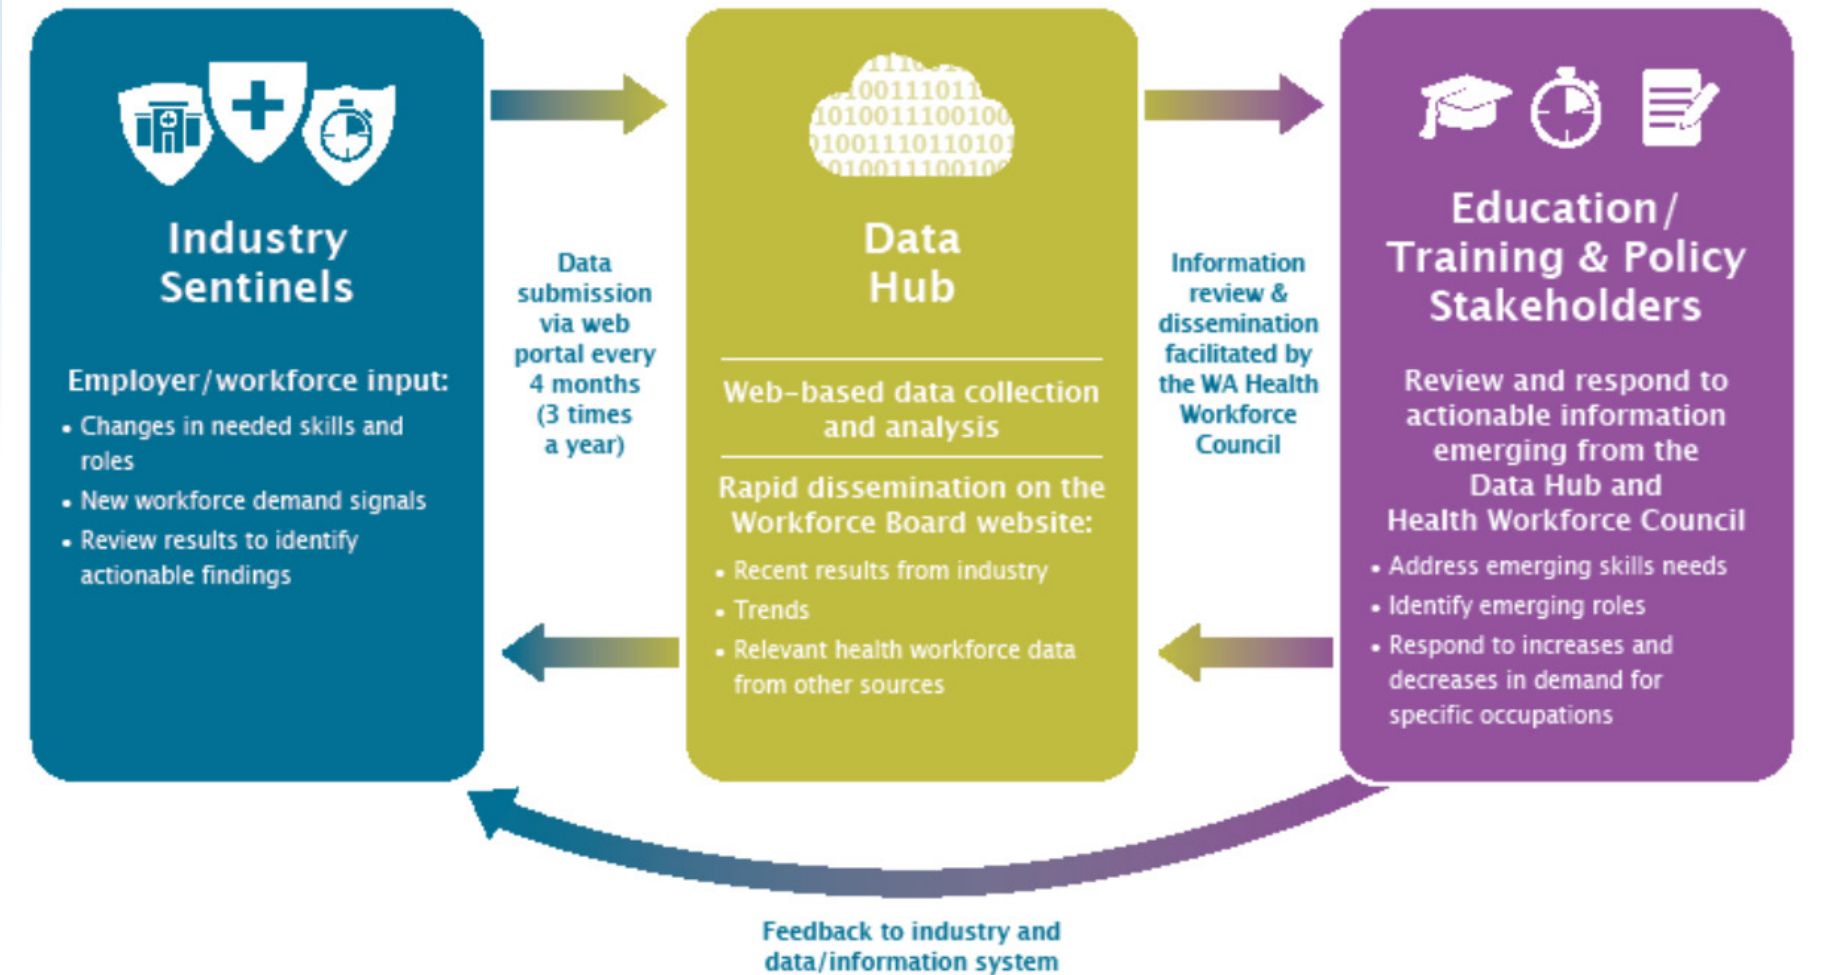 Industry
Sentinels
Employer/workforce input:
• Changes in needed skills and
roles
• New workforce demand signals
• Review results to identify
actionable findings
Data
submission
via web
portal every
4 months
(3 times
a year)
Data
Hub
Web-based data collection
and analysis
Rapid dissemination on the
Workforce Board website:
• Recent results from industry
• Trends
• Relevant health workforce data
from other sources
Information
review &
dissemination
facilitated by
the WA Health
Workforce
Council
Education/
Training & Policy
Stakeholders
Review and respond to
actionable information
emerging from the
Data Hub and
Health Workforce Council
• Address emerging skills needs
• Identify emerging roles
• Respond to increases and
decreases in demand for
specific occupations
Feedback to industry and
data/information system